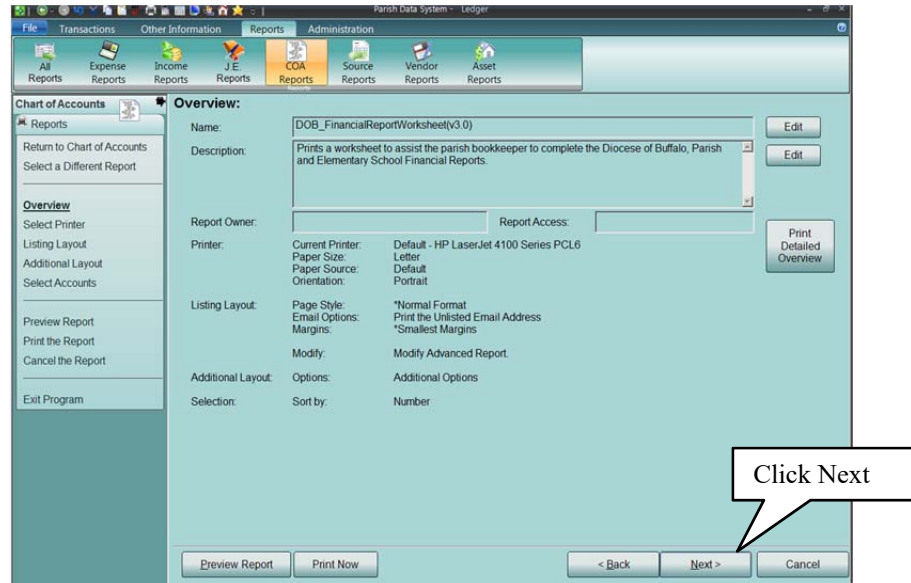 Parish Data System - Ledger
File Transactions Other Information Reports Administration
All Reports
Expense Reports
Income Reports
J.E. Reports
COA Reports
Source Reports
Vendor Reports
Asset Reports
Reports
Chart of Accounts
Reports
Return to Chart of Accounts
Select a Different Report
Overview
Select Printer
Listing Layout
Additional Layout
Select Accounts
Preview Report
Print the Report
Cancel the Report
Exit Program
Overview:
Name: DOB_FinancialReportWorksheet(v3.0) Edit
Description: Prints a worksheet to assist the parish bookkeeper to complete the Diocese of Buffalo, Parish Edit
and Elementary School Financial Reports.
Report Owner: Report Access:
Print Detailed Overview
Printer: Current Printer: Default - HP LaserJet 4100 Series PCL6
Paper Size: Letter
Paper Source: Default
Orientation: Portrait
Listing Layout: Page Style: *Normal Format
Email Options: Print the Unlisted Email Address
Margins: *Smallest Margins
Modify: Modify Advanced Report.
Additional Layout: Options: Additional Options
Selection: Sort by: Number
Click Next
Preview Report Print Now < Back Next > Cancel